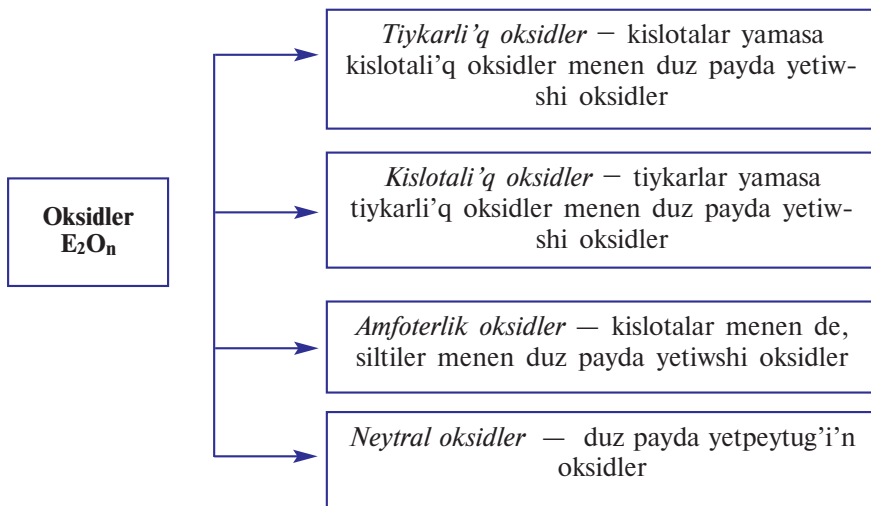 Oksidler
E₂Oₙ
Tiykarli’q oksidler – kislotalar yamasa
kislotali’q oksidler menen duz payda yetiw-
shi oksidler
Kislotali’q oksidler – tiykarlar yamasa
tiykarli’q oksidler menen duz payda yetiw-
shi oksidler
Amfoterlik oksidler — kislotalar menen de,
siltiler menen duz payda yetiwshi oksidler
Neytral oksidler — duz payda yetpeytug’i’n
oksidler